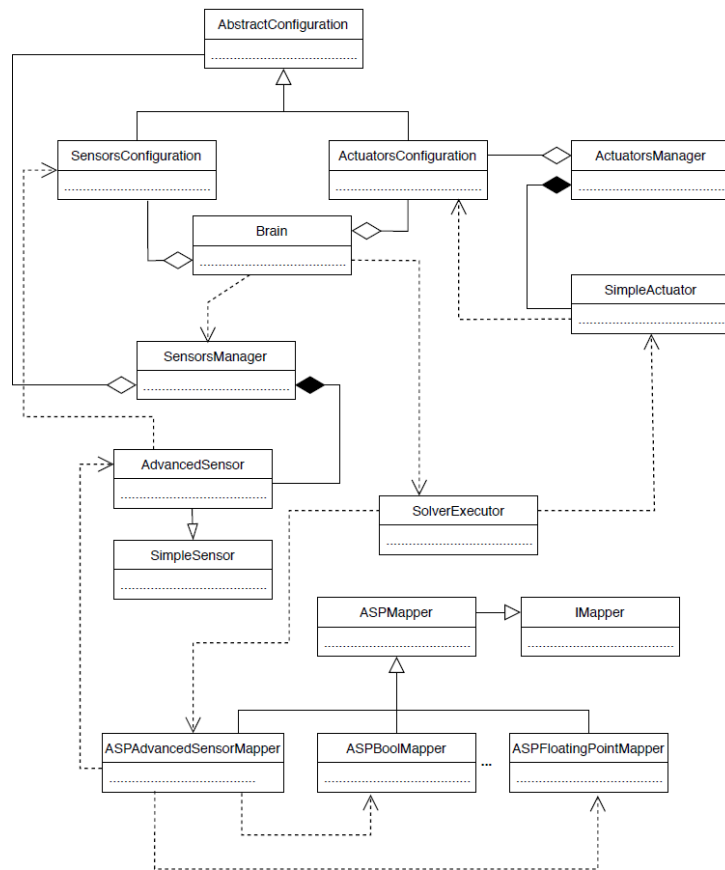 AbstractConfiguration
SensorsConfiguration
ActuatorsConfiguration
ActuatorsManager
Brain
SimpleActuator
SensorsManager
AdvancedSensor
SolverExecutor
SimpleSensor
ASPMapper
IMapper
ASPAdvancedSensorMapper
ASPBoolMapper
...
ASPFloatingPointMapper